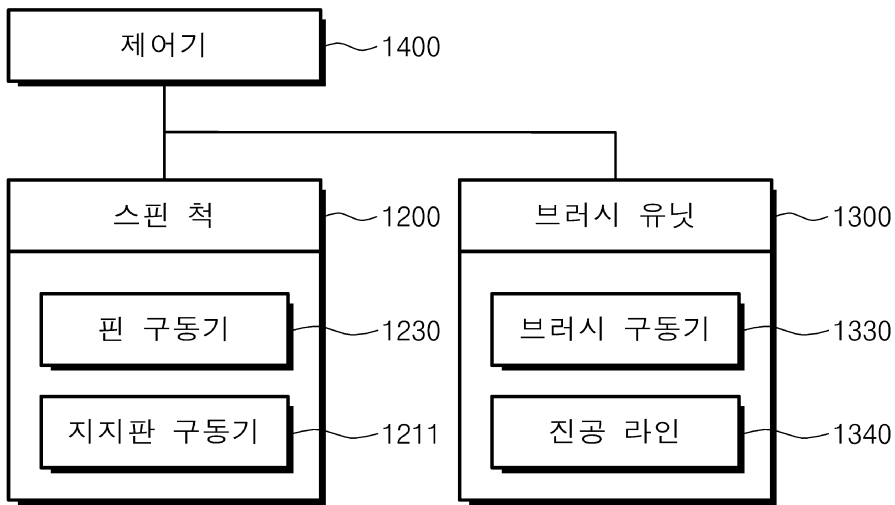 제어기 1400
스핀 척 1200
브러시 유닛 1300
핀 구동기 1230
브러시 구동기 1330
지지판 구동기 1211
진공 라인 1340